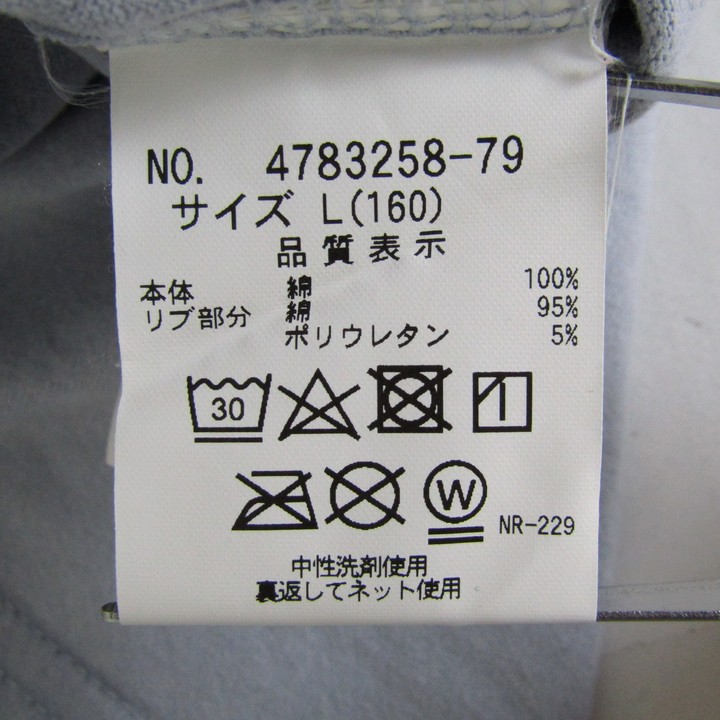 NO. 4783258-79
サイズ L(160)
品質表示
本体 綿 100%
リブ部分 綿 95%
ポリウレタン 5%
30
W
NR-229
中性洗剤使用
裏返してネット使用